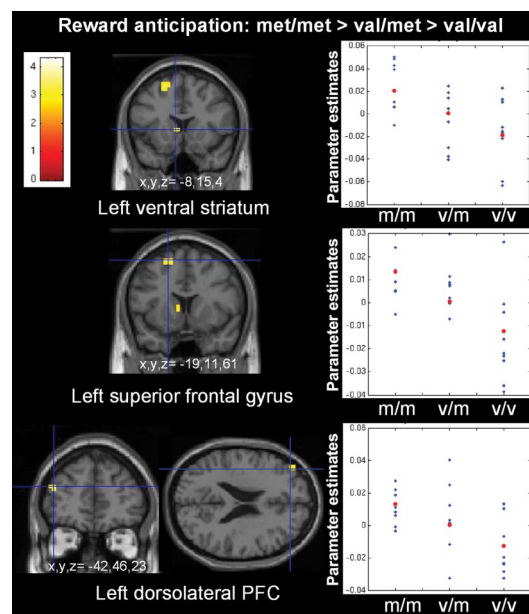 Reward anticipation: met/met > val/met > val/val
4
3
2
1
0
x,y,z= -8,15,4
Left ventral striatum
Parameter estimates
0.06
0.04
0.02
0
-0.02
-0.04
-0.06
-0.08
m/m
v/m
v/v
x,y,z= -19,11,61
Left superior frontal gyrus
Parameter estimates
0.03
0.02
0.01
0
-0.01
-0.02
-0.03
-0.04
m/m
v/m
v/v
x,y,z= -42,46,23
Left dorsolateral PFC
Parameter estimates
0.06
0.04
0.02
0
-0.02
-0.04
m/m
v/m
v/v